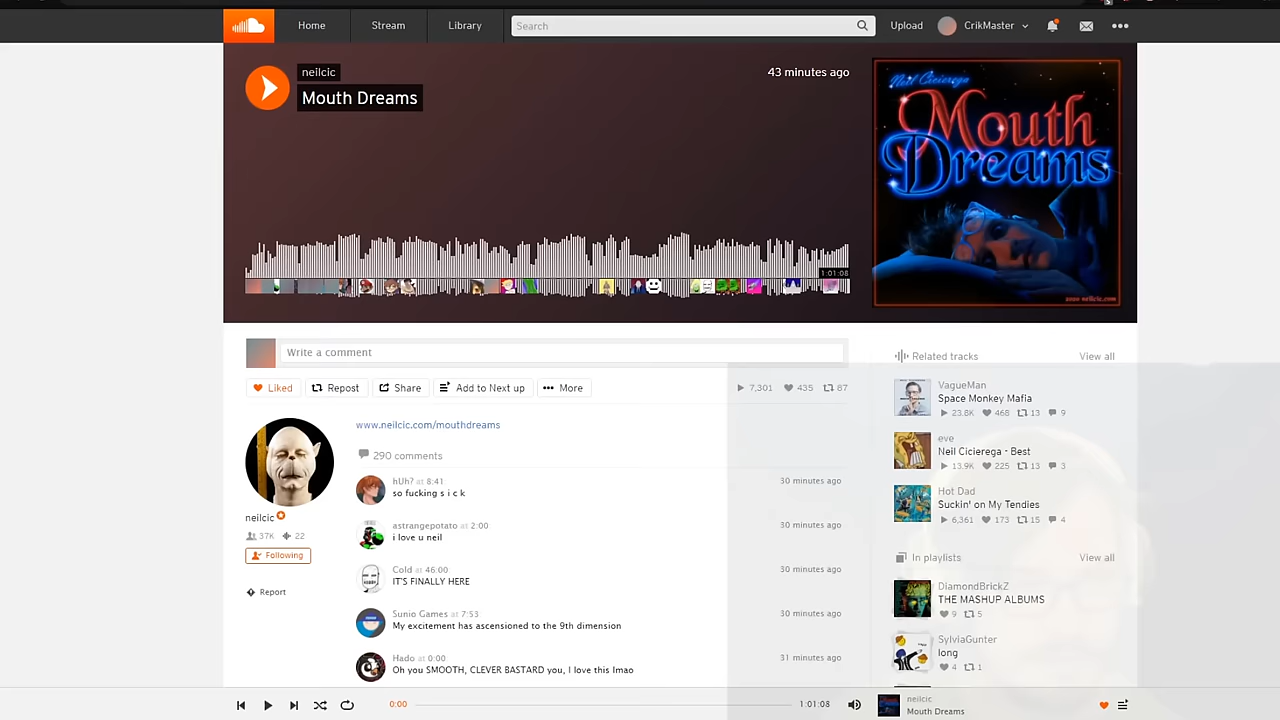 Home
Stream
Library
Search
Upload
CrikMaster
neilcic
Mouth Dreams
43 minutes ago
Neil Cicierega
Mouth
Dreams
2020 neilcic.com
1:01:08
Write a comment
Liked
Repost
Share
Add to Next up
More
7,301
435
87
www.neilcic.com/mouthdreams
290 comments
neilcic
37K
22
Following
Report
hUh? at 8:41
30 minutes ago
so fucking s i c k
astrangepotato at 2:00
30 minutes ago
i love u neil
Cold at 46:00
30 minutes ago
IT'S FINALLY HERE
Sunio Games at 7:53
30 minutes ago
My excitement has ascensioned to the 9th dimension
Hado at 0:00
31 minutes ago
Oh you SMOOTH, CLEVER BASTARD you, I love this lmao
Related tracks
View all
VagueMan
Space Monkey Mafia
23.8K 468 13 9
eve
Neil Cicierega - Best
13.9K 225 13 3
Hot Dad
Suckin' on My Tendies
6,361 173 15 4
In playlists
View all
DiamondBrickZ
THE MASHUP ALBUMS
9 5
SylviaGunter
long
4 1
0:00
1:01:08
neilcic
Mouth Dreams